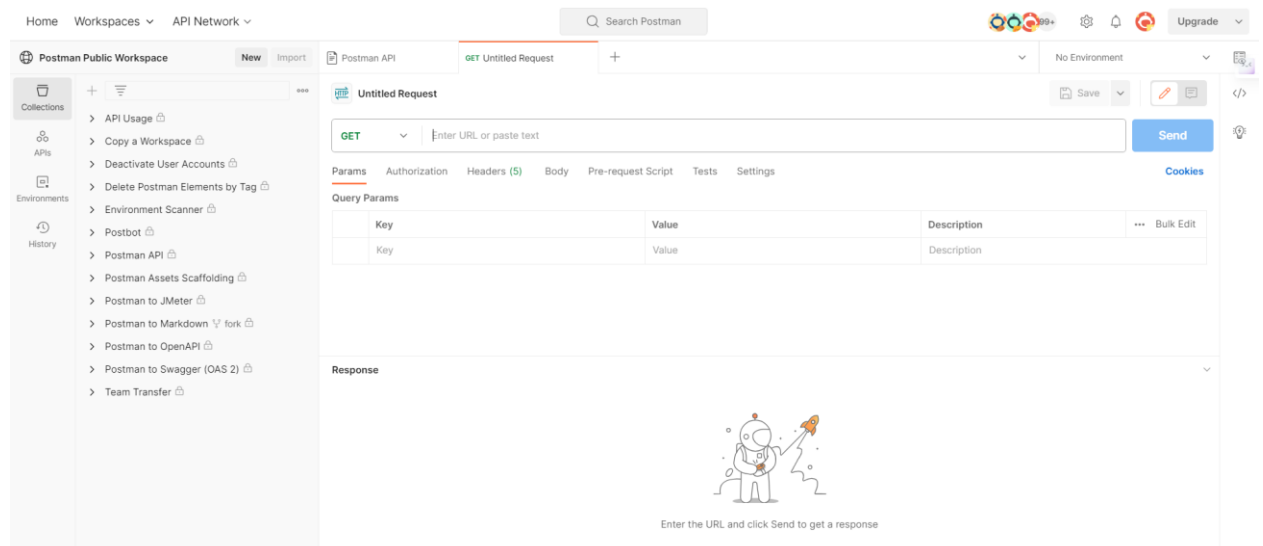 Home Workspaces API Network Search Postman 99+ Upgrade
Postman Public Workspace New Import Postman API GET Untitled Request No Environment
Collections
APIs
Environments
History
API Usage
Copy a Workspace
Deactivate User Accounts
Delete Postman Elements by Tag
Environment Scanner
Postbot
Postman API
Postman Assets Scaffolding
Postman to JMeter
Postman to Markdown fork
Postman to OpenAPI
Postman to Swagger (OAS 2)
Team Transfer
HTTP Untitled Request Save </>
GET Enter URL or paste text Send
Params Authorization Headers (5) Body Pre-request Script Tests Settings Cookies
Query Params
Key Value Description Bulk Edit
Key Value Description
Response
Enter the URL and click Send to get a response